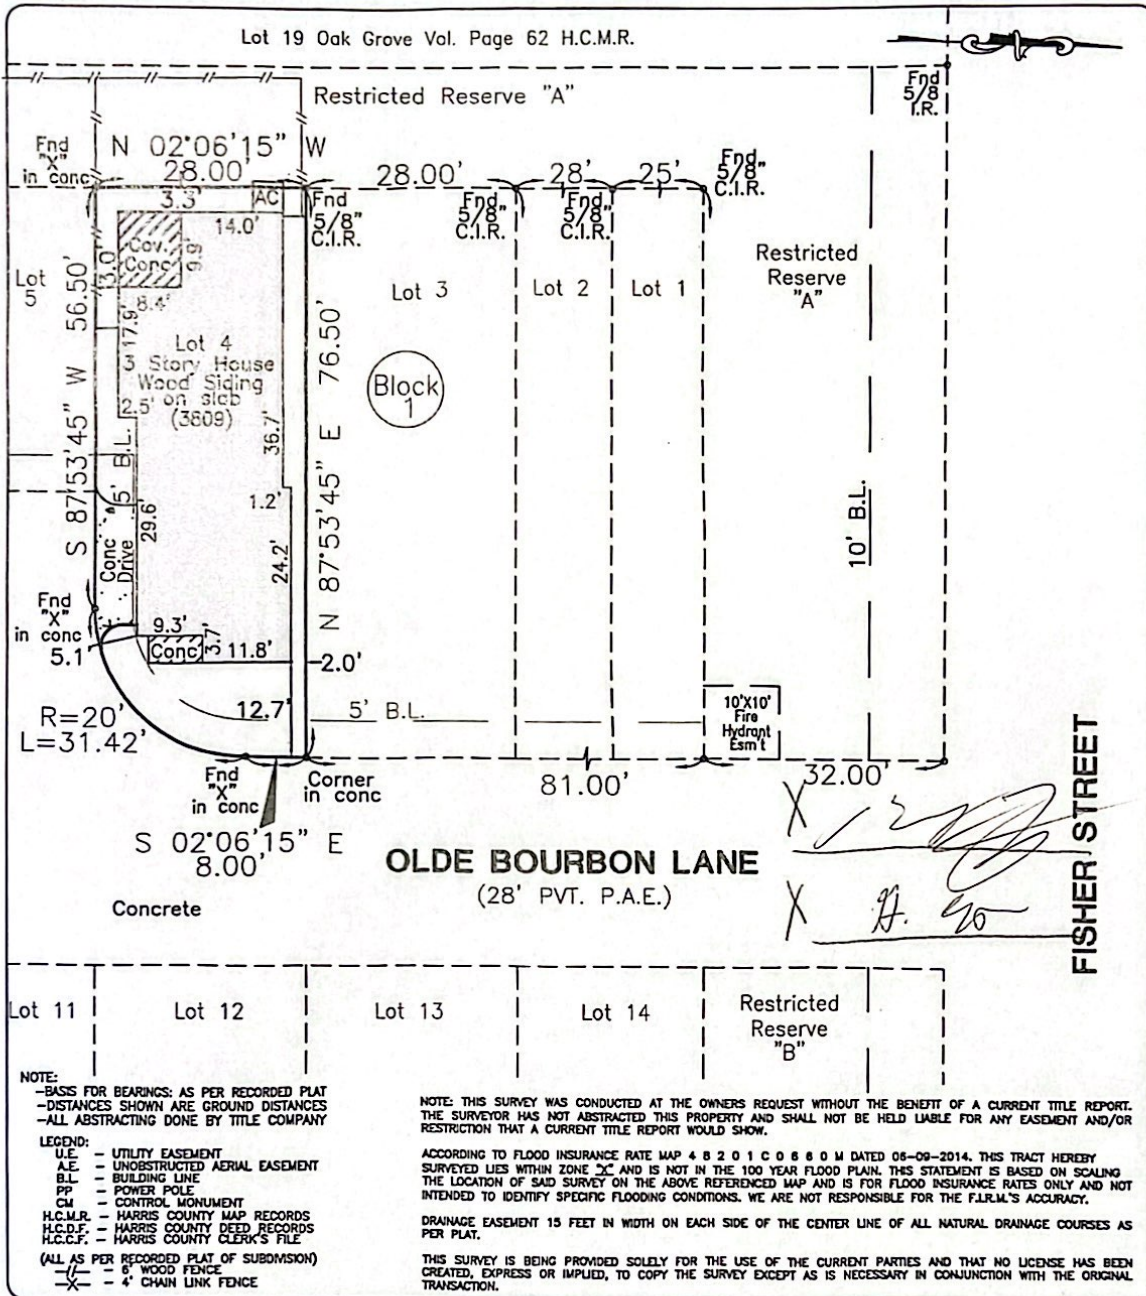 Lot 19 Oak Grove Vol. Page 62 H.C.M.R.
Fnd
5/8
I.R.
Restricted Reserve "A"
Fnd
"X"
in conc
N 02°06'15" W
28.00'
28.00'
28'
25'
Fnd
5/8"
C.I.R.
3.3'
AC
14.0'
Fnd
5/8"
C.I.R.
Fnd
5/8"
C.I.R.
Fnd
5/8"
C.I.R.
Cov.
Conc
3.0'
9.9'
8.4'
Lot
5
Lot 3
Lot 2
Lot 1
Restricted
Reserve
"A"
S 87°53'45" W 56.50'
17.9'
Lot 4
3 Story House
Wood Siding
on slab
(3809)
2.5'
36.7'
N 87°53'45" E 76.50'
Block
1
5' B.L.
1.2'
29.6'
24.2'
Conc
Drive
10' B.L.
Fnd
"X"
in conc
5.1'
9.3'
3.7'
Conc
11.8'
2.0'
R=20'
L=31.42'
12.7'
5' B.L.
10'X10'
Fire
Hydrant
Esm't
Fnd
"X"
in conc
Corner
in conc
81.00'
32.00'
S 02°06'15" E
8.00'
OLDE BOURBON LANE
(28' PVT. P.A.E.)
X
X
FISHER STREET
Concrete
Lot 11
Lot 12
Lot 13
Lot 14
Restricted
Reserve
"B"
NOTE:
-BASIS FOR BEARINGS: AS PER RECORDED PLAT
-DISTANCES SHOWN ARE GROUND DISTANCES
-ALL ABSTRACTING DONE BY TITLE COMPANY
LEGEND:
U.E. - UTILITY EASEMENT
A.E. - UNOBSTRUCTED AERIAL EASEMENT
B.L. - BUILDING LINE
PP - POWER POLE
CM - CONTROL MONUMENT
H.C.M.R. - HARRIS COUNTY MAP RECORDS
H.C.D.F. - HARRIS COUNTY DEED RECORDS
H.C.C.F. - HARRIS COUNTY CLERK'S FILE
(ALL AS PER RECORDED PLAT OF SUBDIVISION)
—//— - 6' WOOD FENCE
—X— - 4' CHAIN LINK FENCE
NOTE: THIS SURVEY WAS CONDUCTED AT THE OWNERS REQUEST WITHOUT THE BENEFIT OF A CURRENT TITLE REPORT.
THE SURVEYOR HAS NOT ABSTRACTED THIS PROPERTY AND SHALL NOT BE HELD LIABLE FOR ANY EASEMENT AND/OR
RESTRICTION THAT A CURRENT TITLE REPORT WOULD SHOW.
ACCORDING TO FLOOD INSURANCE RATE MAP 4 8 2 0 1 C 0 6 6 0 M DATED 06-09-2014. THIS TRACT HEREBY
SURVEYED LIES WITHIN ZONE "X" AND IS NOT IN THE 100 YEAR FLOOD PLAIN. THIS STATEMENT IS BASED ON SCALING
THE LOCATION OF SAID SURVEY ON THE ABOVE REFERENCED MAP AND IS FOR FLOOD INSURANCE RATES ONLY AND NOT
INTENDED TO IDENTIFY SPECIFIC FLOODING CONDITIONS. WE ARE NOT RESPONSIBLE FOR THE F.I.R.M.'S ACCURACY.
DRAINAGE EASEMENT 15 FEET IN WIDTH ON EACH SIDE OF THE CENTER LINE OF ALL NATURAL DRAINAGE COURSES AS
PER PLAT.
THIS SURVEY IS BEING PROVIDED SOLELY FOR THE USE OF THE CURRENT PARTIES AND THAT NO LICENSE HAS BEEN
CREATED, EXPRESS OR IMPLIED, TO COPY THE SURVEY EXCEPT AS IS NECESSARY IN CONJUNCTION WITH THE ORIGINAL
TRANSACTION.